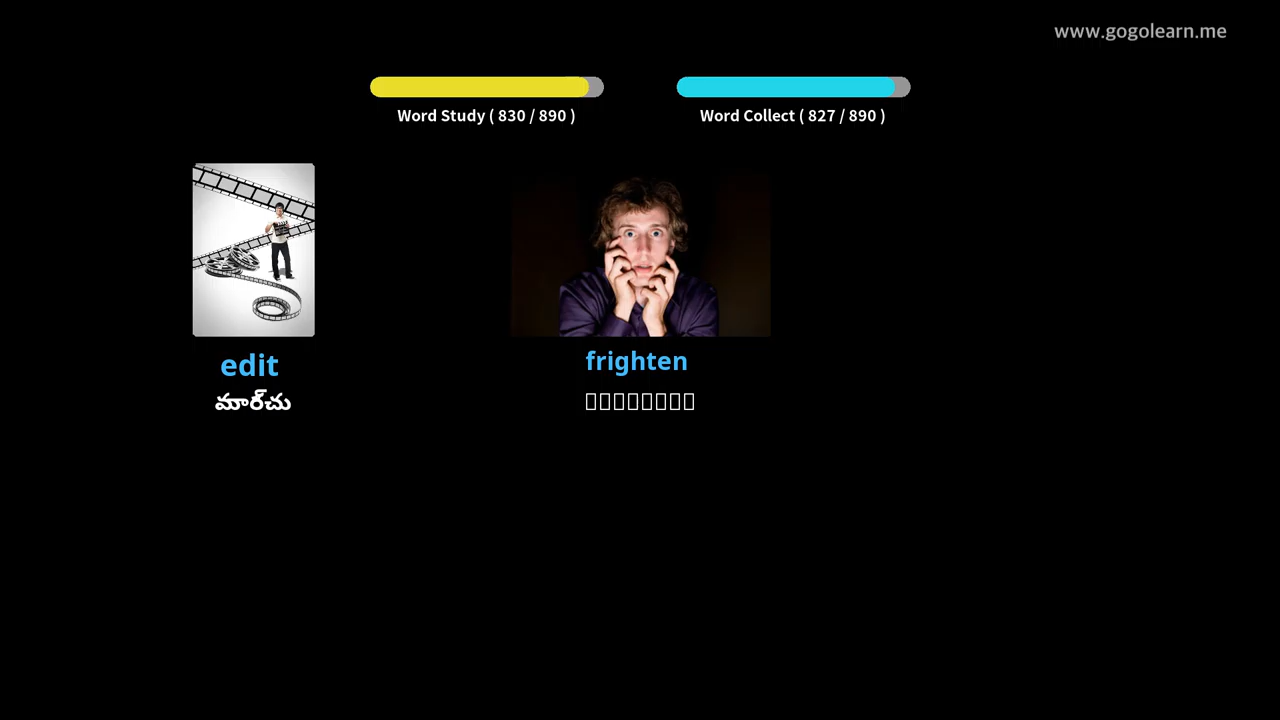 www.gogolearn.me
Word Study ( 830 / 890 )
Word Collect ( 827 / 890 )
edit
మార్చు
frighten